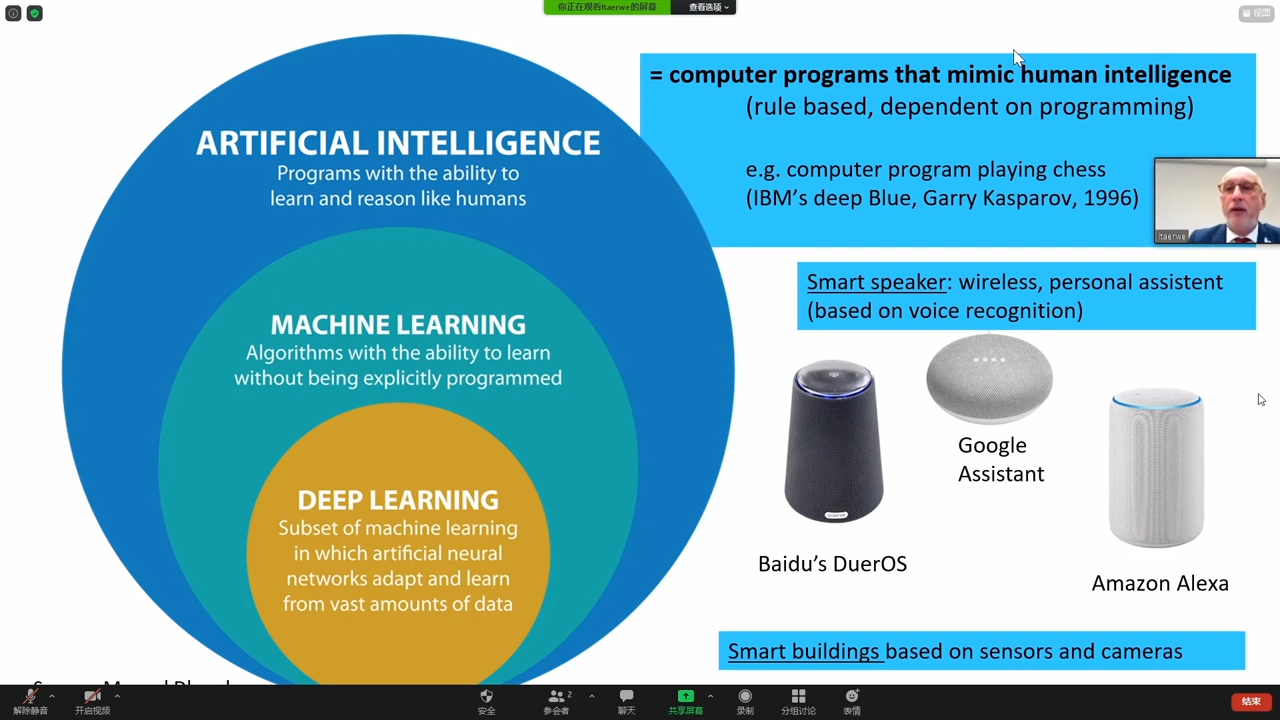 你正在观看ltaerwe的屏幕
查看选项
视图
= computer programs that mimic human intelligence
(rule based, dependent on programming)
e.g. computer program playing chess
(IBM's deep Blue, Garry Kasparov, 1996)
ltaerwe
ARTIFICIAL INTELLIGENCE
Programs with the ability to
learn and reason like humans
MACHINE LEARNING
Algorithms with the ability to learn
without being explicitly programmed
DEEP LEARNING
Subset of machine learning
in which artificial neural
networks adapt and learn
from vast amounts of data
Smart speaker: wireless, personal assistent
(based on voice recognition)
Google
Assistant
Baidu's DuerOS
Amazon Alexa
Smart buildings based on sensors and cameras
解除静音
开启视频
安全
参会者
2
聊天
共享屏幕
录制
分组讨论
表情
结束